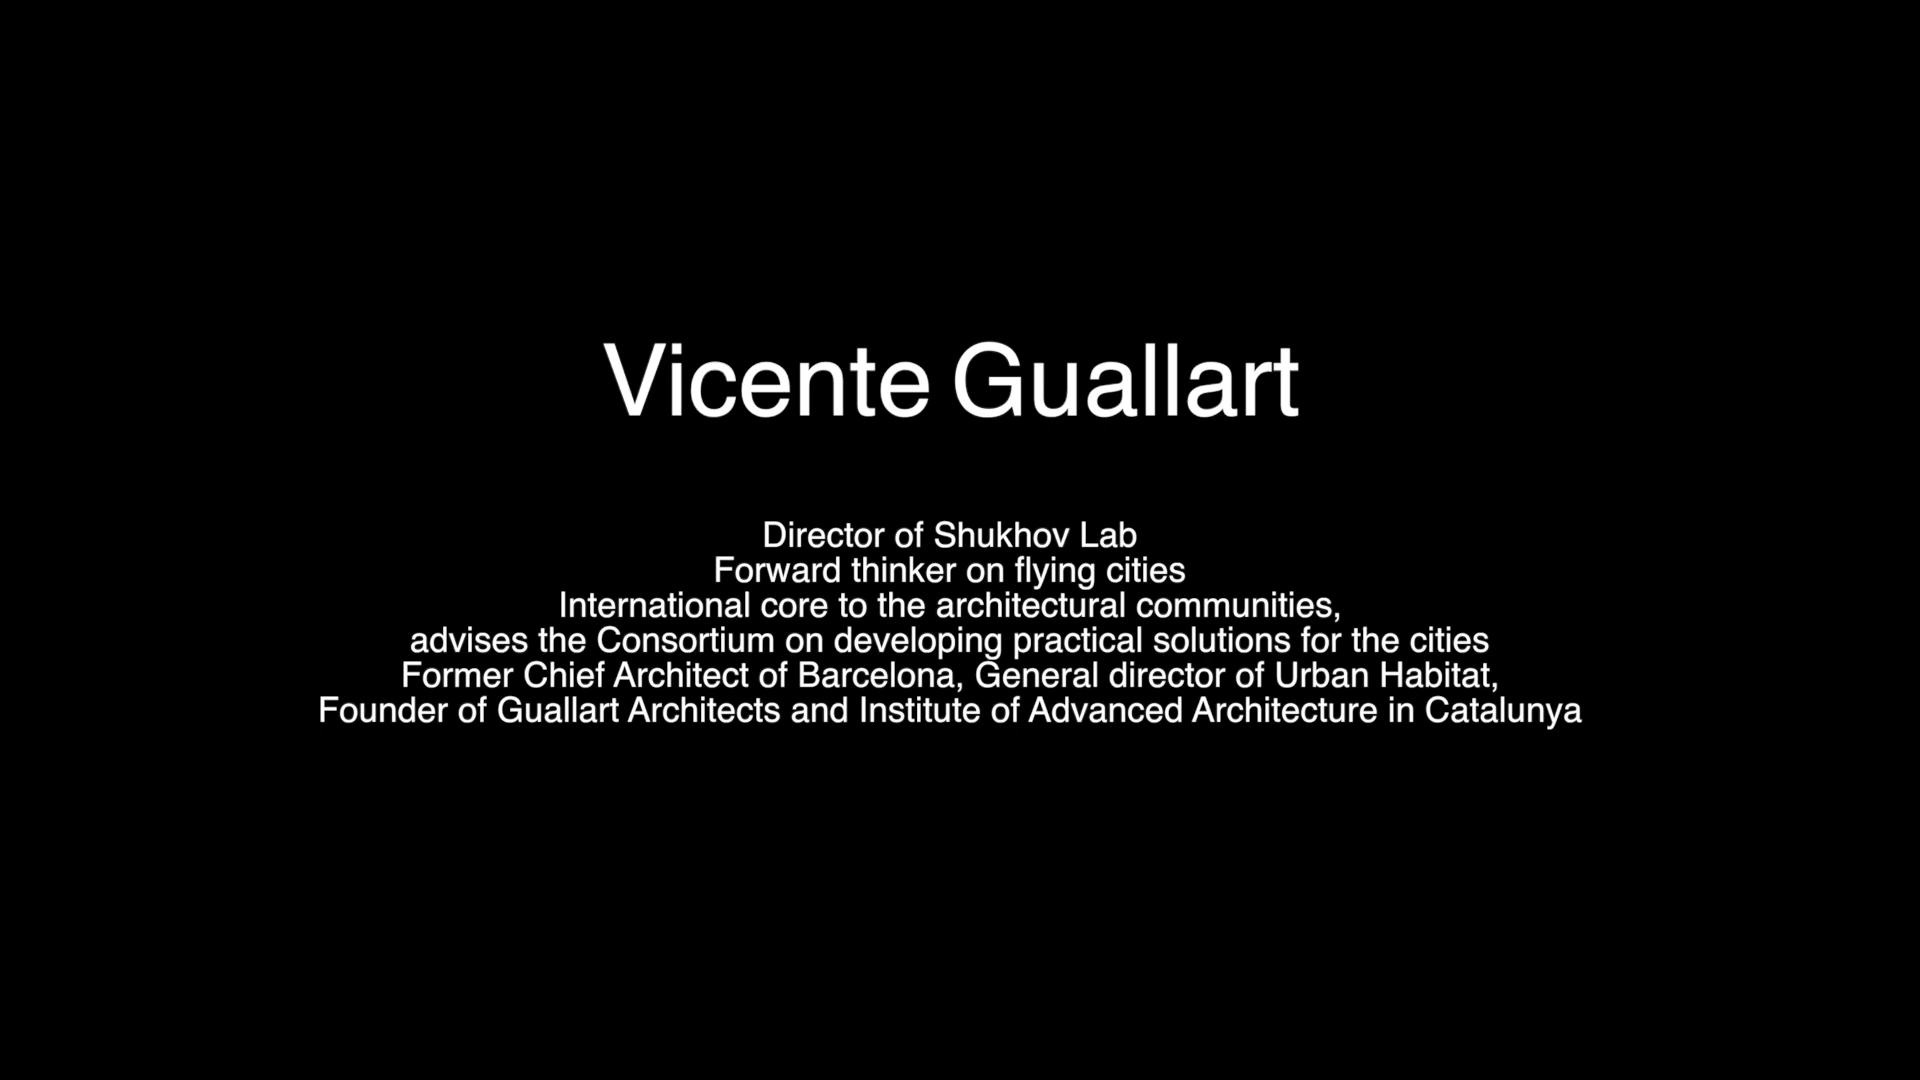 Vicente Guallart
Director of Shukhov Lab
Forward thinker on flying cities
International core to the architectural communities,
advises the Consortium on developing practical solutions for the cities
Former Chief Architect of Barcelona, General director of Urban Habitat,
Founder of Guallart Architects and Institute of Advanced Architecture in Catalunya